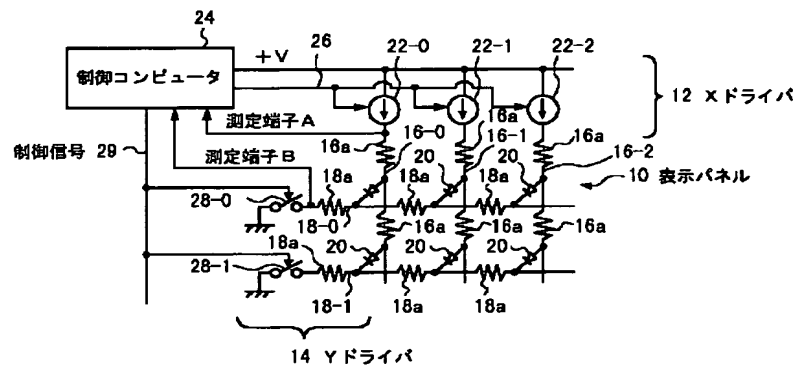 24
+V
26
22-0
22-1
22-2
制御コンピュータ
12 Xドライバ
測定端子A
16a
16-0
16a
16-1
16a
16-2
制御信号 29
測定端子B
20
20
20
18a
18a
18a
10 表示パネル
28-0
18-0
16a
16a
16a
28-1
18a
20
20
20
18-1
18a
18a
14 Yドライバ